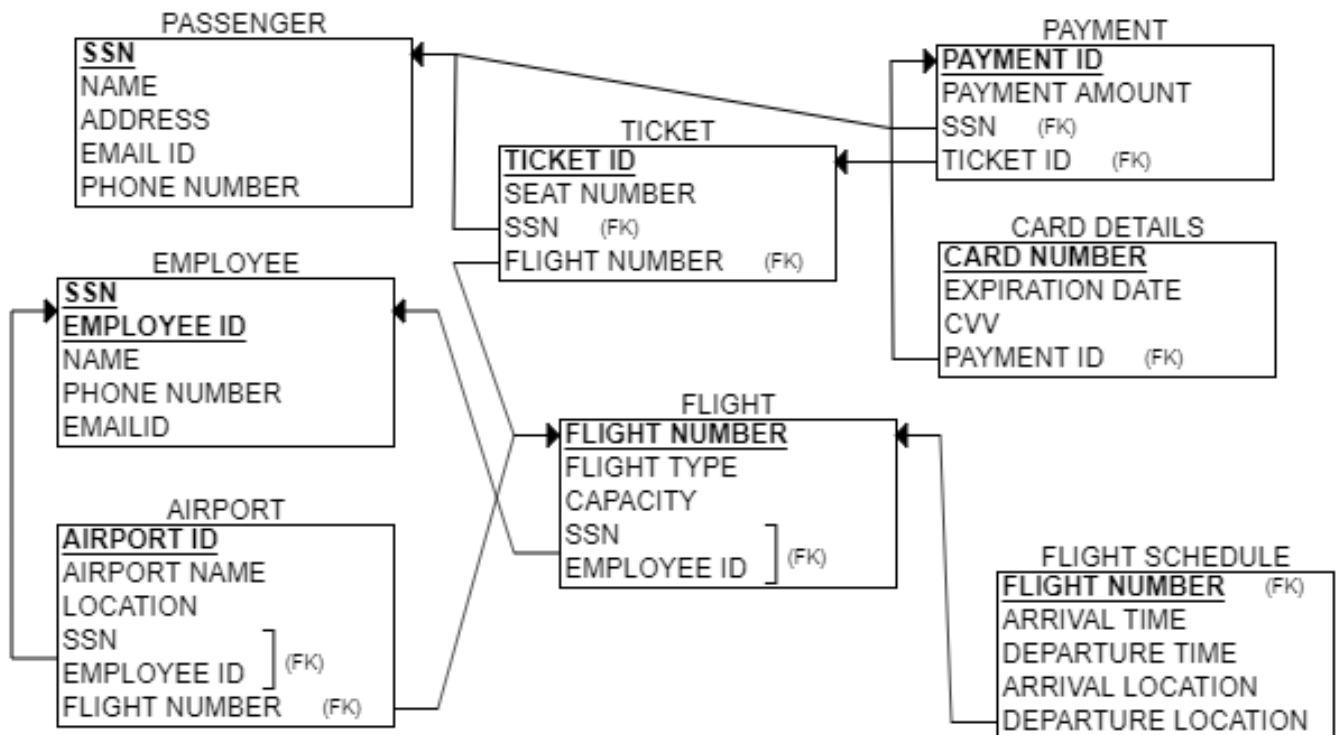 PASSENGER
SSN
NAME
ADDRESS
EMAIL ID
PHONE NUMBER
PAYMENT
PAYMENT ID
PAYMENT AMOUNT
SSN (FK)
TICKET ID (FK)
TICKET
TICKET ID
SEAT NUMBER
SSN (FK)
FLIGHT NUMBER (FK)
CARD DETAILS
CARD NUMBER
EXPIRATION DATE
CVV
PAYMENT ID (FK)
EMPLOYEE
SSN
EMPLOYEE ID
NAME
PHONE NUMBER
EMAILID
FLIGHT
FLIGHT NUMBER
FLIGHT TYPE
CAPACITY
SSN
EMPLOYEE ID (FK)
AIRPORT
AIRPORT ID
AIRPORT NAME
LOCATION
SSN
EMPLOYEE ID (FK)
FLIGHT NUMBER (FK)
FLIGHT SCHEDULE
FLIGHT NUMBER (FK)
ARRIVAL TIME
DEPARTURE TIME
ARRIVAL LOCATION
DEPARTURE LOCATION